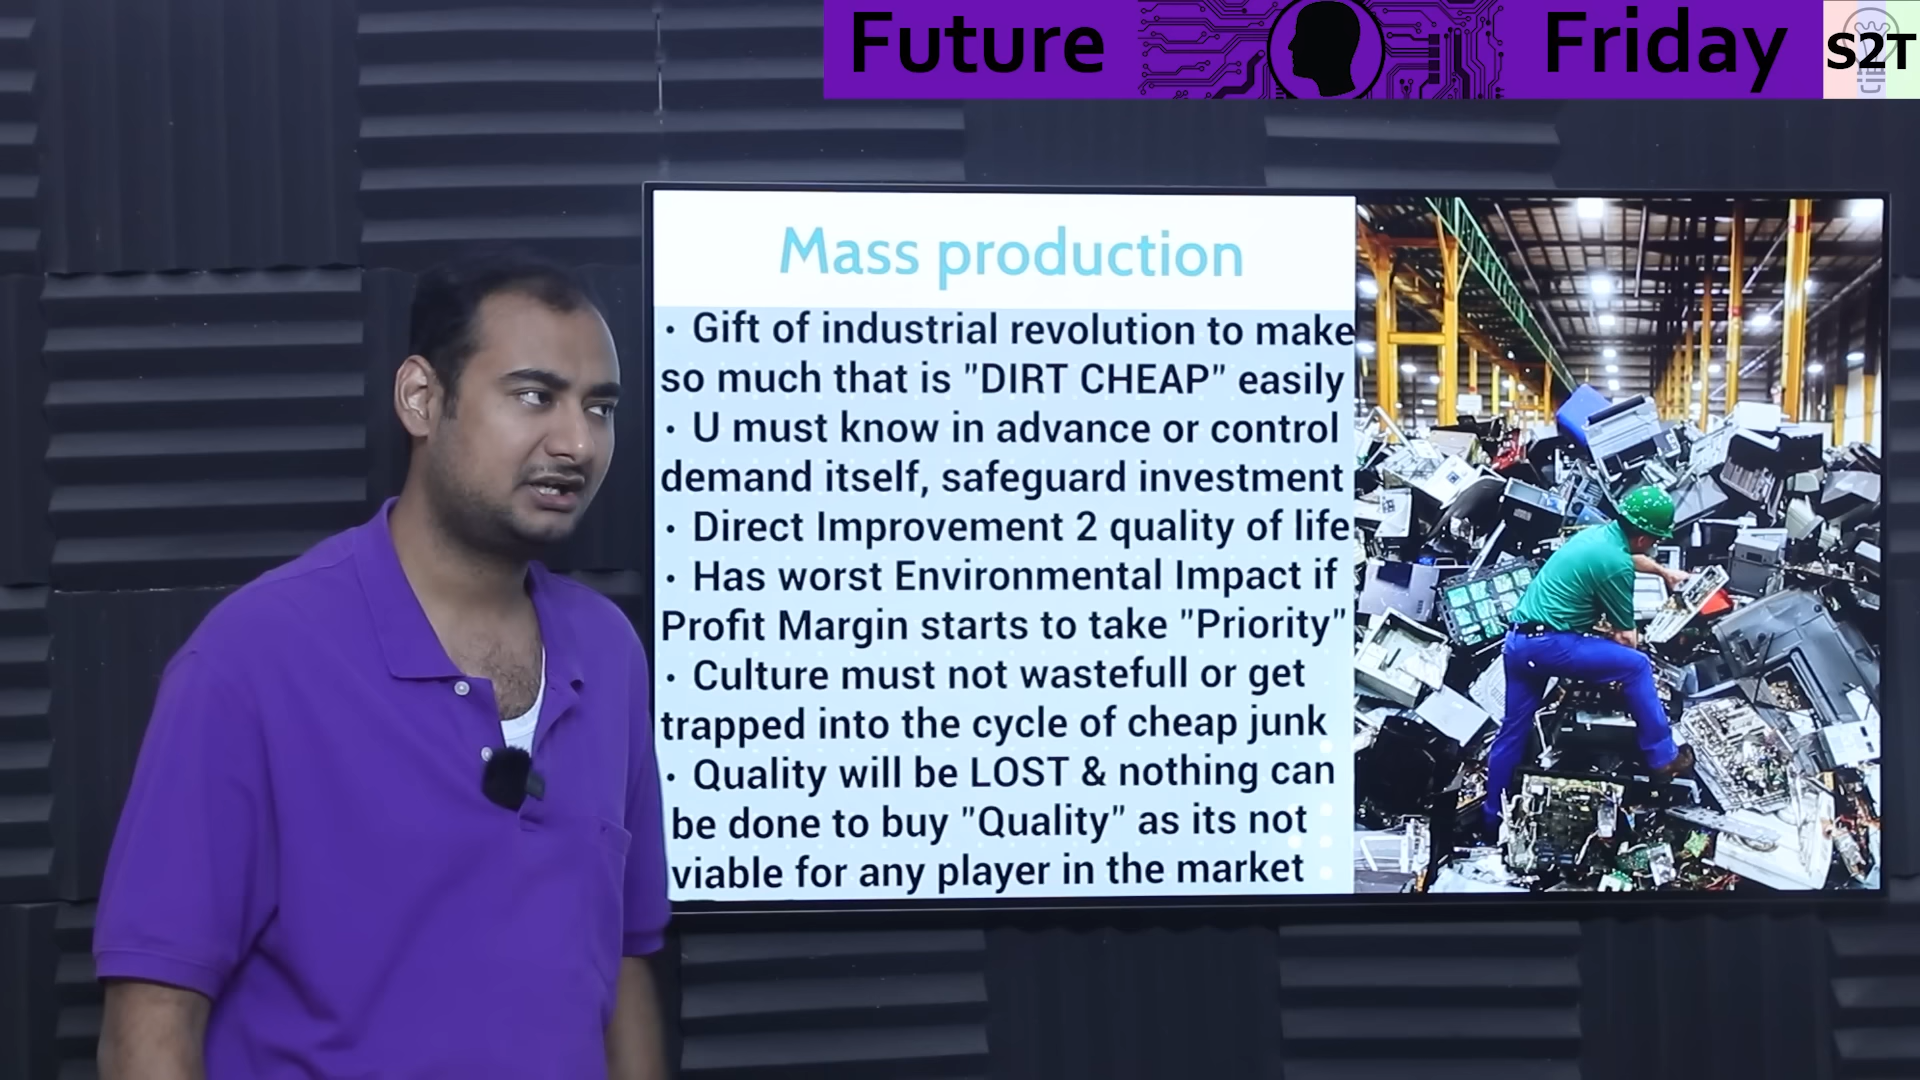 Future Friday S2T
Mass production
• Gift of industrial revolution to make
so much that is "DIRT CHEAP" easily
• U must know in advance or control
demand itself, safeguard investment
• Direct Improvement 2 quality of life
• Has worst Environmental Impact if
Profit Margin starts to take "Priority"
• Culture must not wastefull or get
trapped into the cycle of cheap junk
• Quality will be LOST & nothing can
be done to buy "Quality" as its not
viable for any player in the market